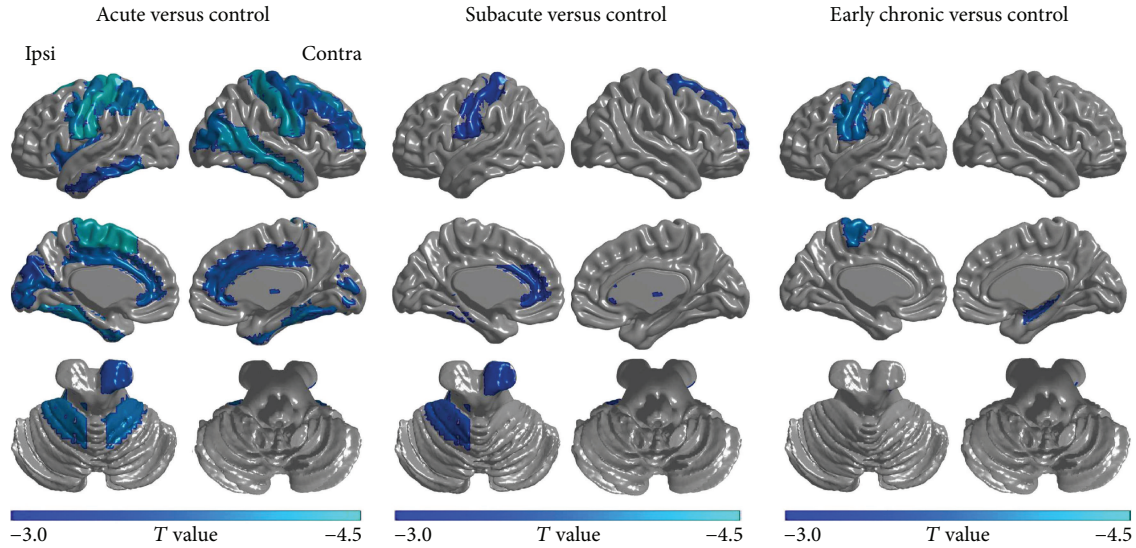 Acute versus control
Subacute versus control
Early chronic versus control
Ipsi
Contra
−3.0 T value −4.5
−3.0 T value −4.5
−3.0 T value −4.5